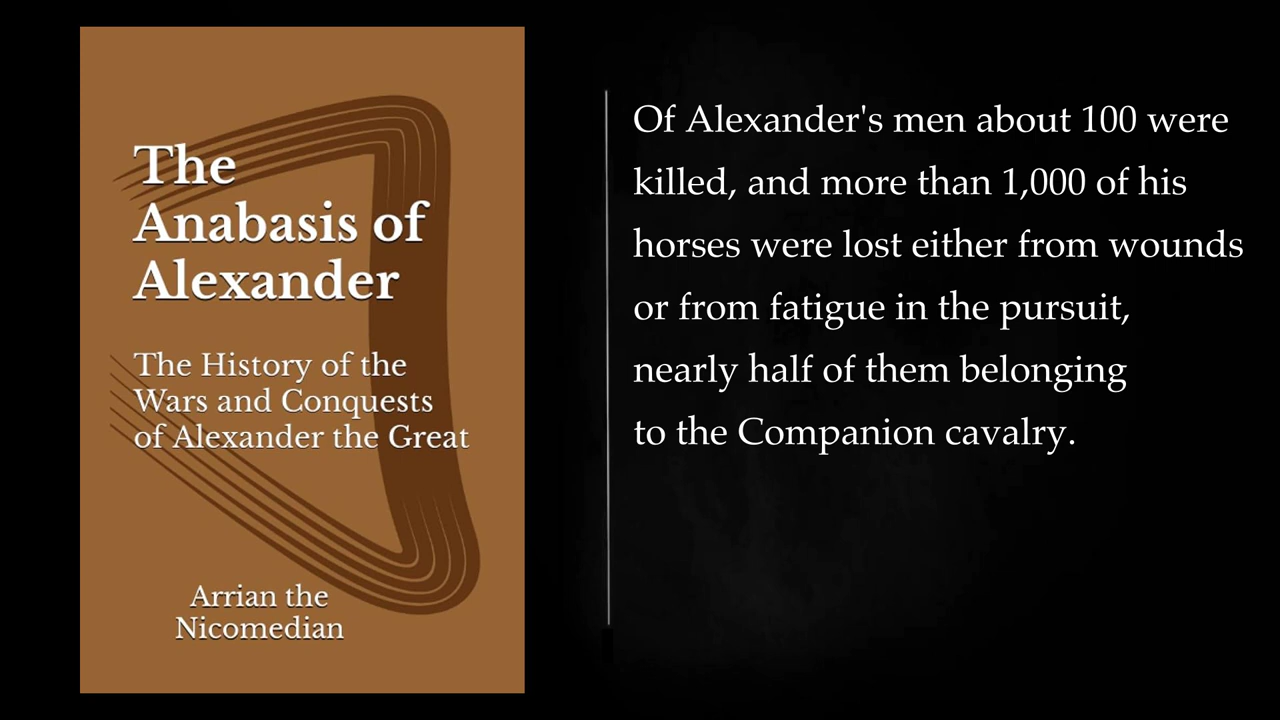 The
Anabasis of
Alexander
The History of the
Wars and Conquests
of Alexander the Great
Arrian the
Nicomedian
Of Alexander's men about 100 were
killed, and more than 1,000 of his
horses were lost either from wounds
or from fatigue in the pursuit,
nearly half of them belonging
to the Companion cavalry.